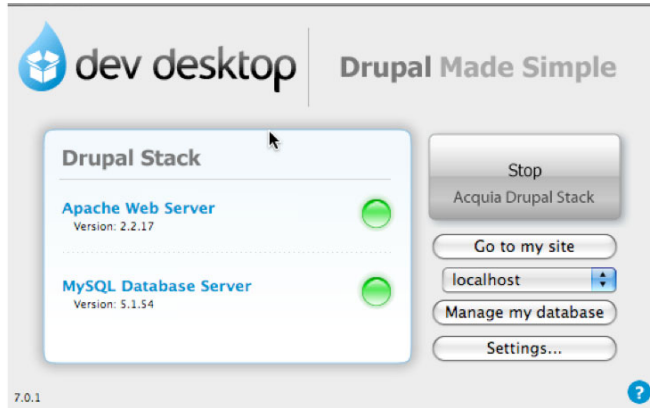 dev desktop
Drupal Made Simple
Drupal Stack
Apache Web Server
Version: 2.2.17
MySQL Database Server
Version: 5.1.54
Stop
Acquia Drupal Stack
Go to my site
localhost
Manage my database
Settings...
7.0.1
?